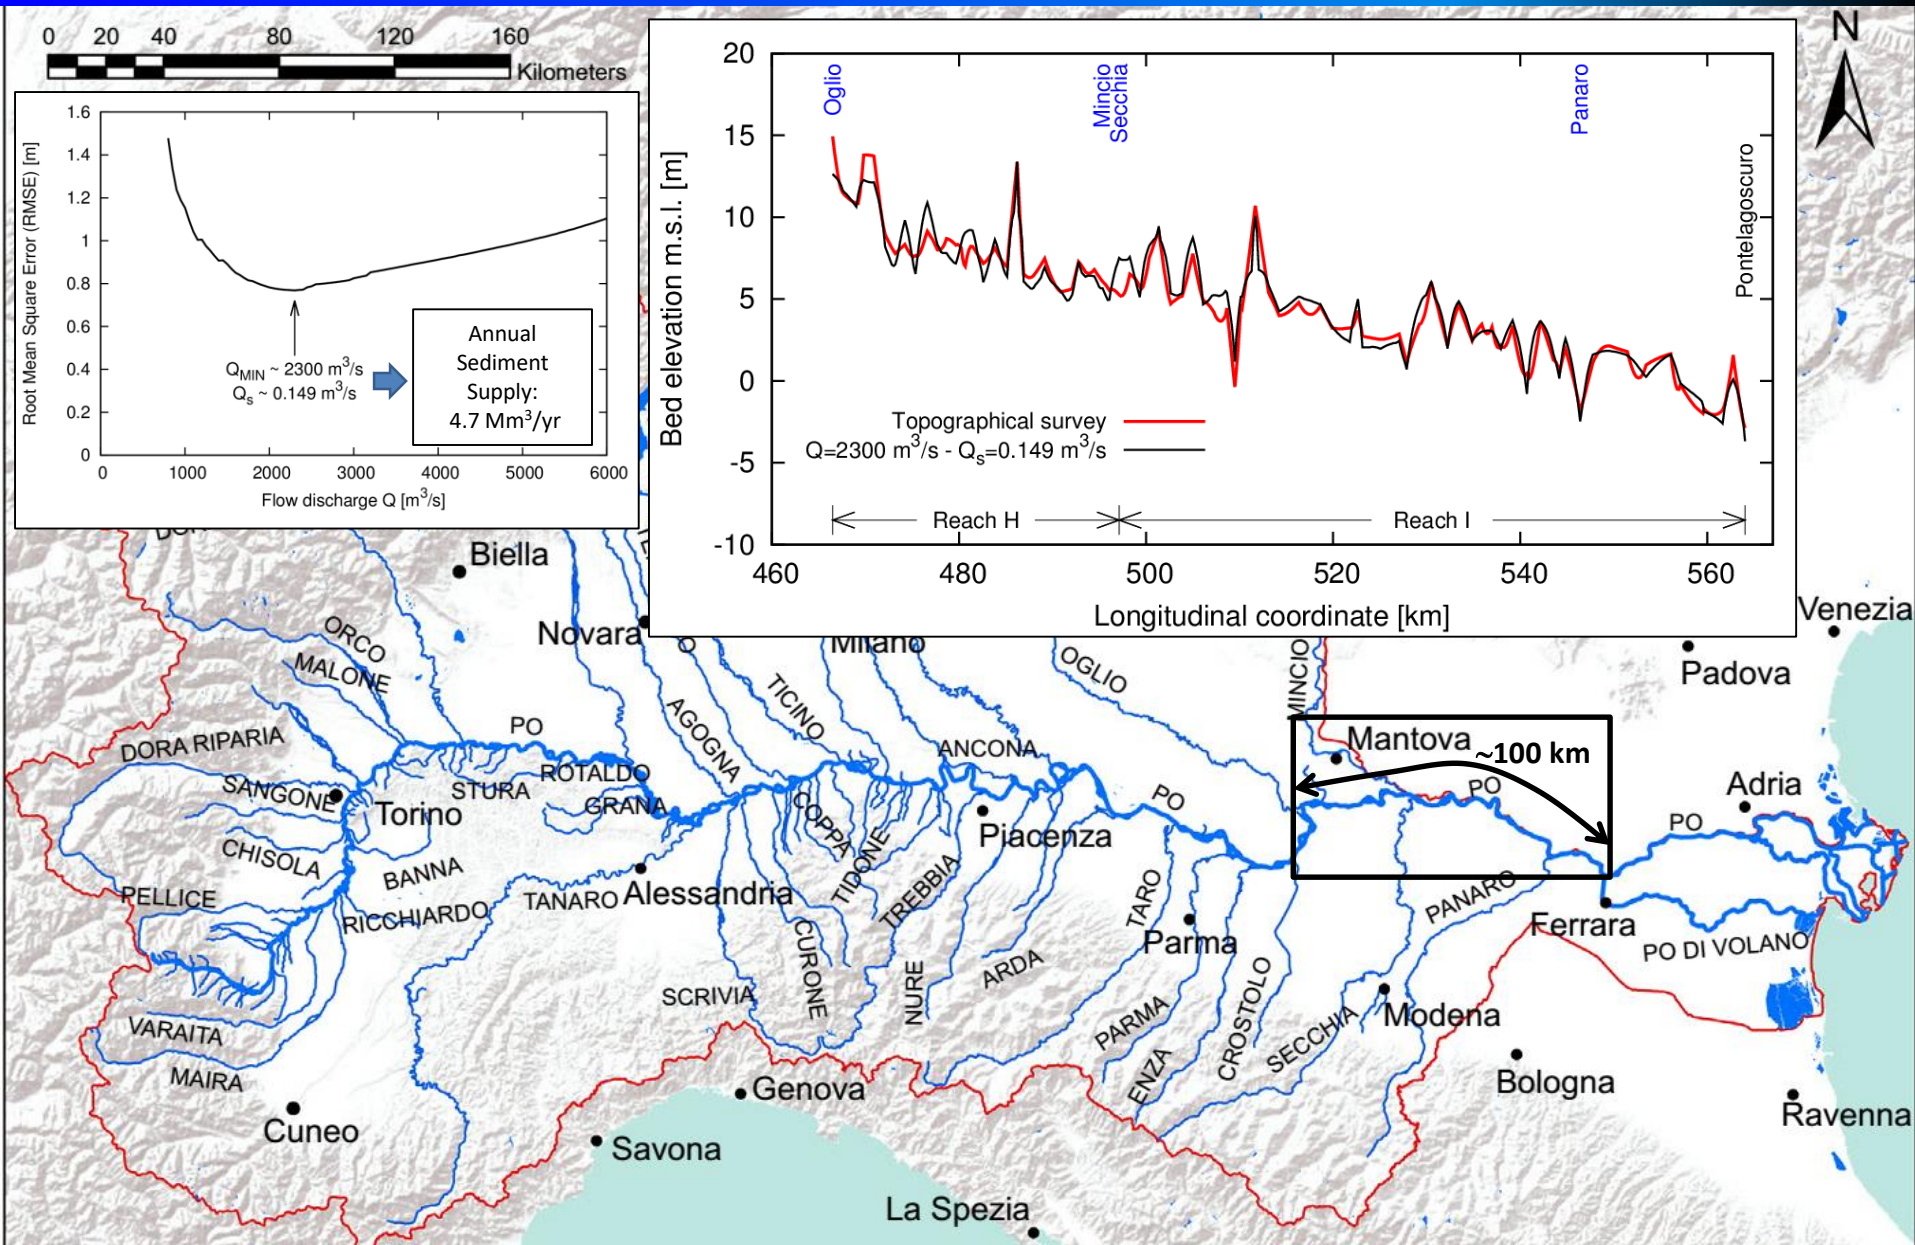 0 20 40 80 120 160
Kilometers
N
Root Mean Square Error (RMSE) [m]
1.6
1.4
1.2
1
0.8
0.6
0.4
0.2
0
0 1000 2000 3000 4000 5000 6000
Flow discharge Q [m³/s]
Q_MIN ~ 2300 m³/s
Q_s ~ 0.149 m³/s
Annual
Sediment
Supply:
4.7 Mm³/yr
Bed elevation m.s.l. [m]
20
15
10
5
0
-5
-10
Oglio
Mincio
Secchia
Panaro
Pontelagoscuro
Topographical survey
Q=2300 m³/s - Q_s=0.149 m³/s
Reach H
Reach I
460 480 500 520 540 560
Longitudinal coordinate [km]
Biella
Novara
Milano
Venezia
Padova
ORCO
MALONE
OGLIO
MINCIO
TICINO
AGOGNA
PO
DORA RIPARIA
ANCONA
Mantova
~100 km
ROTALDO
SANGONE
STURA
GRANA
Torino
COPPA
Piacenza
PO
PO
Adria
PO
CHISOLA
BANNA
TIDONE
TREBBIA
PELLICE
RICCHIARDO
TANARO
Alessandria
TARO
PANARO
Parma
Ferrara
PO DI VOLANO
CURONE
NURE
ARDA
SCRIVIA
PARMA
CROSTOLO
SECCHIA
Modena
VARAITA
MAIRA
ENZA
Bologna
Genova
Ravenna
Cuneo
Savona
La Spezia